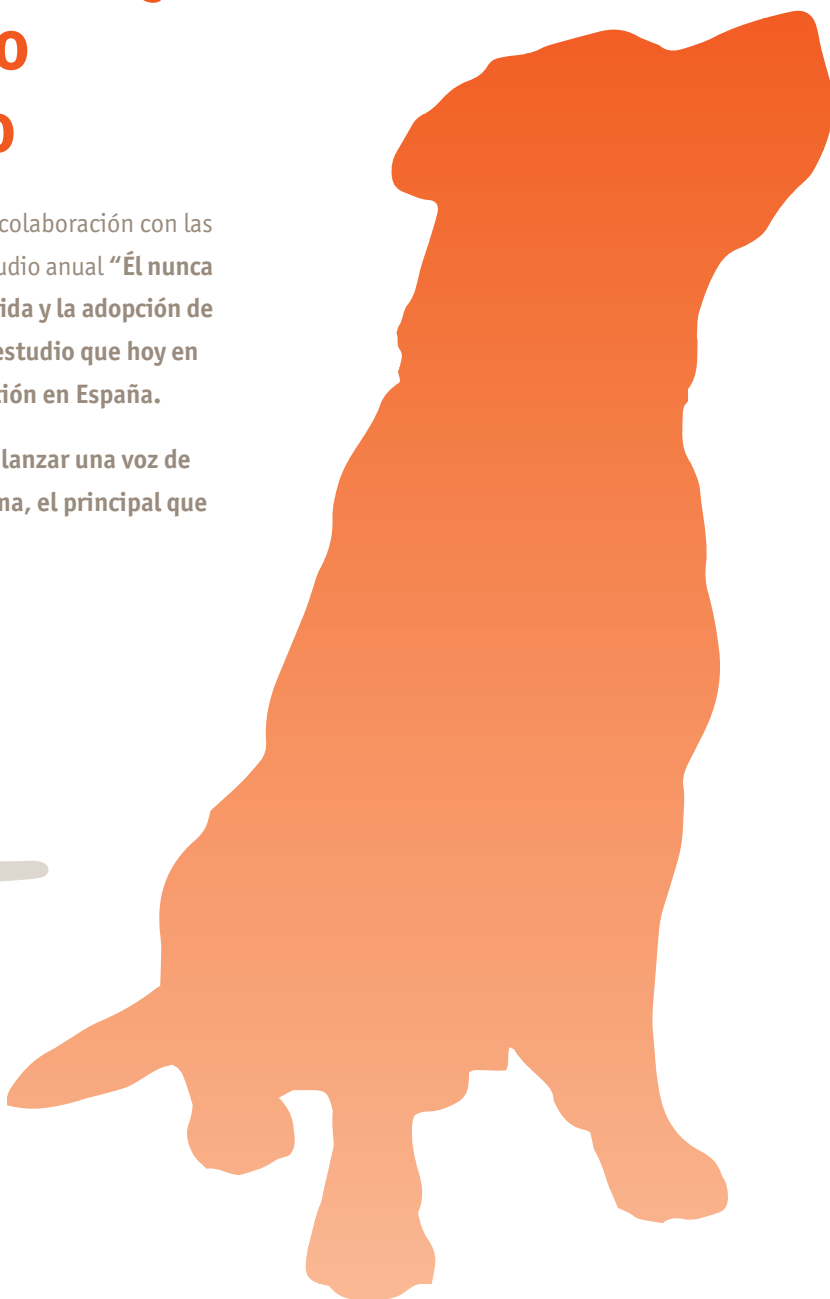 o
o
colaboración con las
udio anual “Él nunca
ida y la adopción de
estudio que hoy en
ción en España.
lanzar una voz de
ma, el principal que